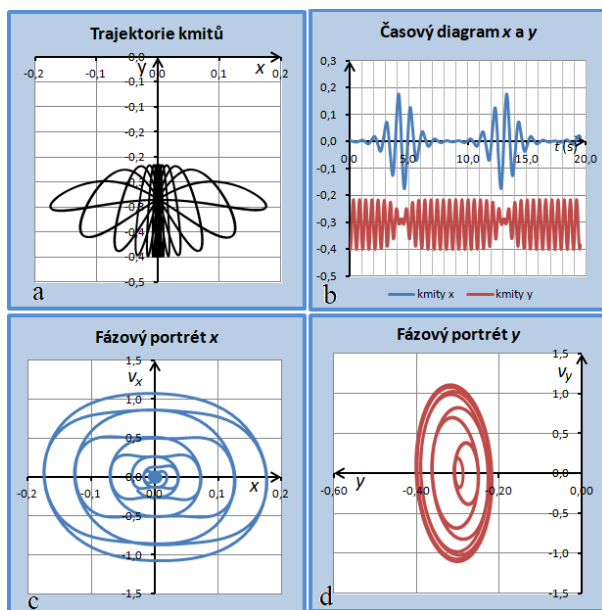 Trajektorie kmitů
0,0
-0,2 -0,1 0,0 0,1 0,2
y x
-0,1
-0,1
-0,2
-0,2
-0,3
-0,3
-0,4
-0,4
-0,5
a
Časový diagram x a y
0,3
0,2
0,1
0,0
0,0 5,0 10,0 15,0 20,0
t (s)
-0,1
-0,2
-0,3
-0,4
-0,5
kmity x kmity y
b
Fázový portrét x
1,5
vx
1,0
0,5
0,0
-0,2 -0,1 0,0 0,1 0,2
x
-0,5
-1,0
-1,5
c
Fázový portrét y
1,5
vy
1,0
0,5
0,0
-0,60 -0,40 -0,20 0,00
y
-0,5
-1,0
-1,5
d